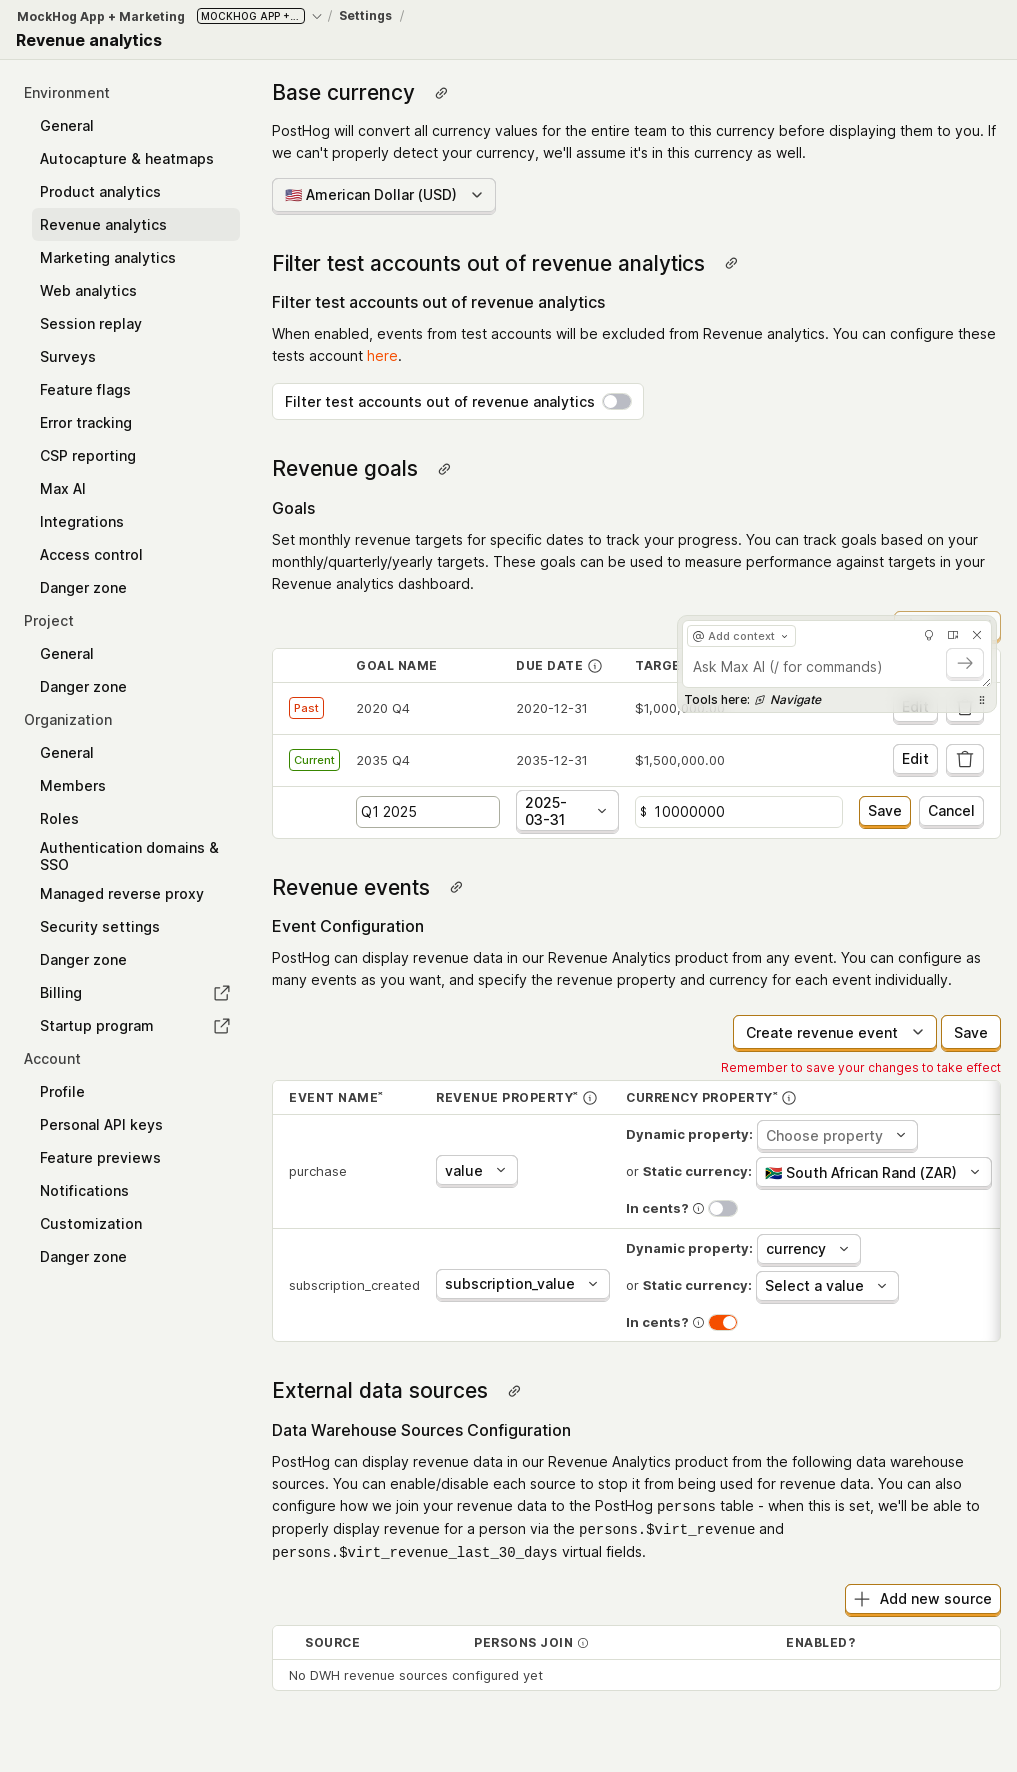 MockHog App + Marketing MOCKHOG APP +... / Settings /
Revenue analytics
Environment
General
Autocapture & heatmaps
Product analytics
Revenue analytics
Marketing analytics
Web analytics
Session replay
Surveys
Feature flags
Error tracking
CSP reporting
Max AI
Integrations
Access control
Danger zone
Project
General
Danger zone
Organization
General
Members
Roles
Authentication domains &
SSO
Managed reverse proxy
Security settings
Danger zone
Billing
Startup program
Account
Profile
Personal API keys
Feature previews
Notifications
Customization
Danger zone
Base currency
PostHog will convert all currency values for the entire team to this currency before displaying them to you. If
we can't properly detect your currency, we'll assume it's in this currency as well.
🇺🇸 American Dollar (USD)
Filter test accounts out of revenue analytics
Filter test accounts out of revenue analytics
When enabled, events from test accounts will be excluded from Revenue analytics. You can configure these
tests account here.
Filter test accounts out of revenue analytics
Revenue goals
Goals
Set monthly revenue targets for specific dates to track your progress. You can track goals based on your
monthly/quarterly/yearly targets. These goals can be used to measure performance against targets in your
Revenue analytics dashboard.
@ Add context
Ask Max AI (/ for commands)
Tools here: Navigate
GOAL NAME DUE DATE TARGE
Past 2020 Q4 2020-12-31 $1,000,000.00 Edit
Current 2035 Q4 2035-12-31 $1,500,000.00 Edit
Q1 2025 2025-
03-31 $ 10000000 Save Cancel
Revenue events
Event Configuration
PostHog can display revenue data in our Revenue Analytics product from any event. You can configure as
many events as you want, and specify the revenue property and currency for each event individually.
Create revenue event Save
Remember to save your changes to take effect
EVENT NAME* REVENUE PROPERTY* CURRENCY PROPERTY*
Dynamic property: Choose property
purchase value or Static currency: 🇿🇦 South African Rand (ZAR)
In cents?
Dynamic property: currency
subscription_created subscription_value or Static currency: Select a value
In cents?
External data sources
Data Warehouse Sources Configuration
PostHog can display revenue data in our Revenue Analytics product from the following data warehouse
sources. You can enable/disable each source to stop it from being used for revenue data. You can also
configure how we join your revenue data to the PostHog persons table - when this is set, we'll be able to
properly display revenue for a person via the persons.$virt_revenue and
persons.$virt_revenue_last_30_days virtual fields.
Add new source
SOURCE PERSONS JOIN ENABLED?
No DWH revenue sources configured yet